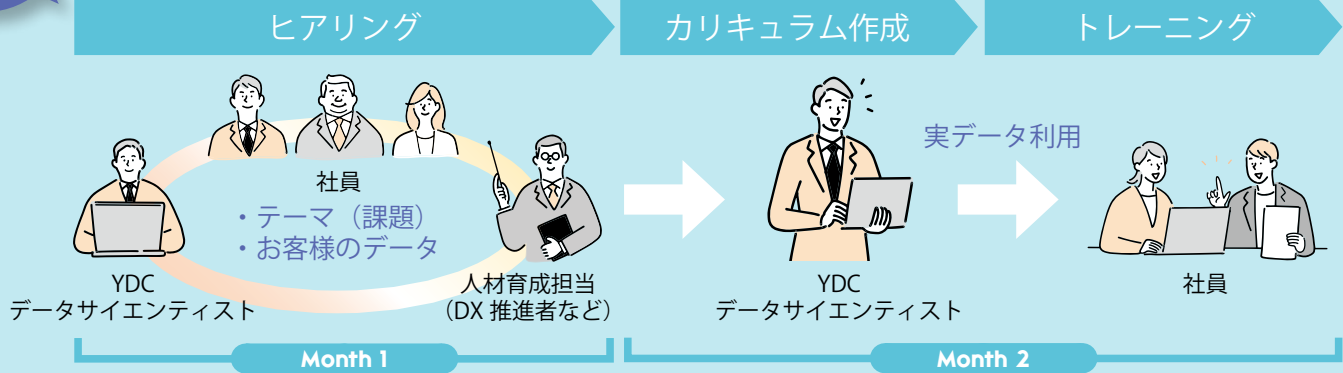 ヒアリング
カリキュラム作成
トレーニング
社員
・テーマ（課題）
・お客様のデータ
YDC
データサイエンティスト
人材育成担当
（DX 推進者など）
YDC
データサイエンティスト
実データ利用
社員
Month 1
Month 2